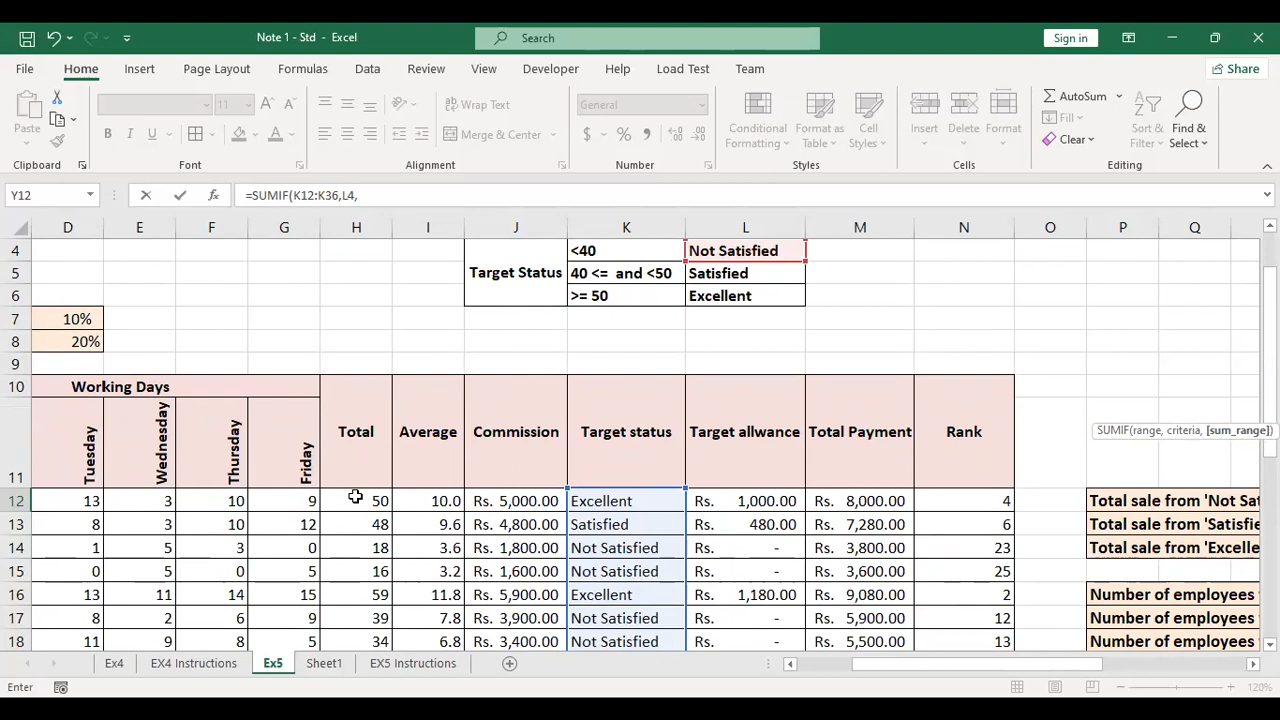 Note 1 - Std - Excel
Search
Sign in
File Home Insert Page Layout Formulas Data Review View Developer Help Load Test Team
Share
Paste
11
Wrap Text
General
Conditional Formatting
Format as Table
Cell Styles
Insert
Delete
Format
AutoSum
Fill
Clear
Sort & Filter
Find & Select
B I U
Merge & Center
$ % ,
Clipboard Font Alignment Number Styles Cells Editing
Y12
fx
=SUMIF(K12:K36,L4,
D E F G H I J K L M N O P Q
4 <40 Not Satisfied
5 Target Status 40 <= and <50 Satisfied
6 >= 50 Excellent
7 10%
8 20%
9
10 Working Days
11 Tuesday Wednesday Thursday Friday Total Average Commission Target status Target allwance Total Payment Rank
SUMIF(range, criteria, [sum_range])
12 13 3 10 9 50 10.0 Rs. 5,000.00 Excellent Rs. 1,000.00 Rs. 8,000.00 4 Total sale from 'Not Sat
13 8 3 10 12 48 9.6 Rs. 4,800.00 Satisfied Rs. 480.00 Rs. 7,280.00 6 Total sale from 'Satisfie
14 1 5 3 0 18 3.6 Rs. 1,800.00 Not Satisfied Rs. - Rs. 3,800.00 23 Total sale from 'Excelle
15 0 5 0 5 16 3.2 Rs. 1,600.00 Not Satisfied Rs. - Rs. 3,600.00 25
16 13 11 14 15 59 11.8 Rs. 5,900.00 Excellent Rs. 1,180.00 Rs. 9,080.00 2 Number of employees
17 8 2 6 9 39 7.8 Rs. 3,900.00 Not Satisfied Rs. - Rs. 5,900.00 12 Number of employees
18 11 9 8 5 34 6.8 Rs. 3,400.00 Not Satisfied Rs. - Rs. 5,500.00 13 Number of employees
Ex4 EX4 Instructions Ex5 Sheet1 EX5 Instructions
Enter
120%